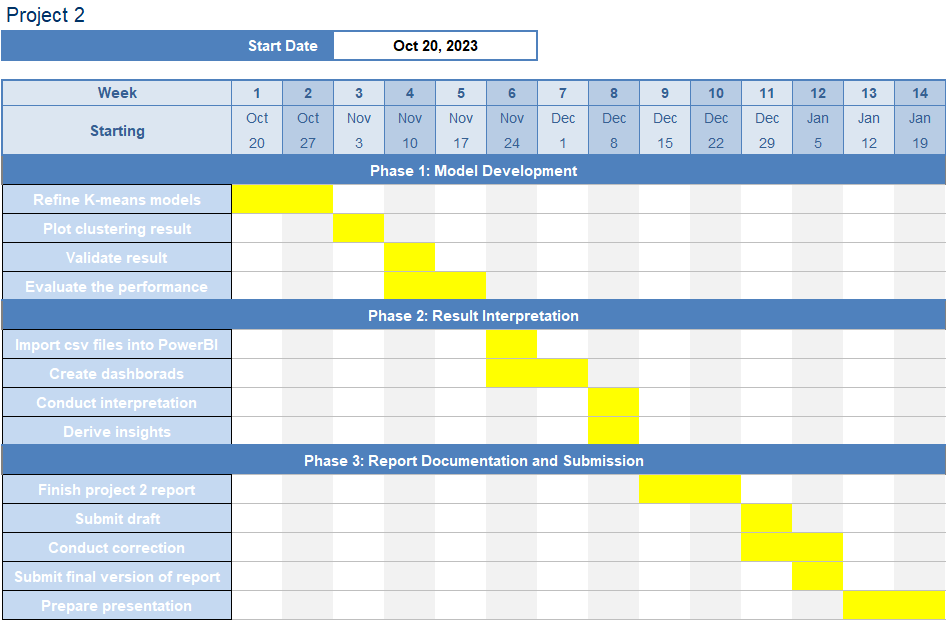 Project 2
Start Date Oct 20, 2023
Week 1 2 3 4 5 6 7 8 9 10 11 12 13 14
Starting Oct Oct Nov Nov Nov Nov Dec Dec Dec Dec Dec Jan Jan Jan
20 27 3 10 17 24 1 8 15 22 29 5 12 19
Phase 1: Model Development
Refine K-means models
Plot clustering result
Validate result
Evaluate the performance
Phase 2: Result Interpretation
Import csv files into PowerBI
Create dashborads
Conduct interpretation
Derive insights
Phase 3: Report Documentation and Submission
Finish project 2 report
Submit draft
Conduct correction
Submit final version of report
Prepare presentation